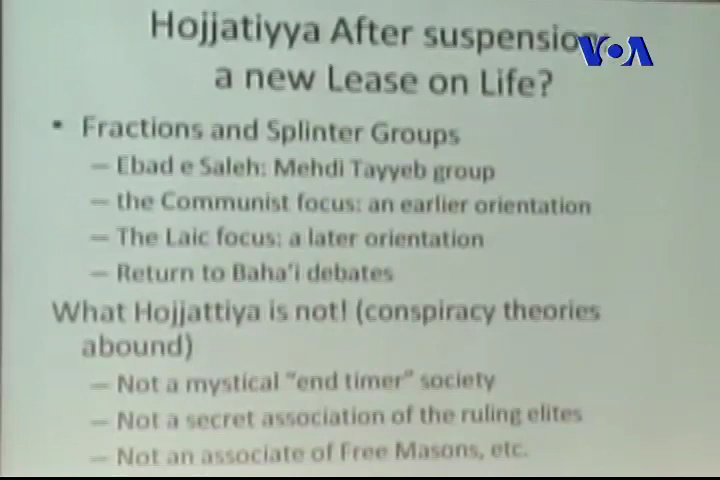 Hojjatiyya After suspension:
a new Lease on Life?
VOA
• Fractions and Splinter Groups
– Ebad e Saleh: Mehdi Tayyeb group
– the Communist focus: an earlier orientation
– The Laic focus: a later orientation
– Return to Baha'i debates
What Hojjattiya is not! (conspiracy theories
abound)
– Not a mystical "end timer" society
– Not a secret association of the ruling elites
– Not an associate of Free Masons, etc.